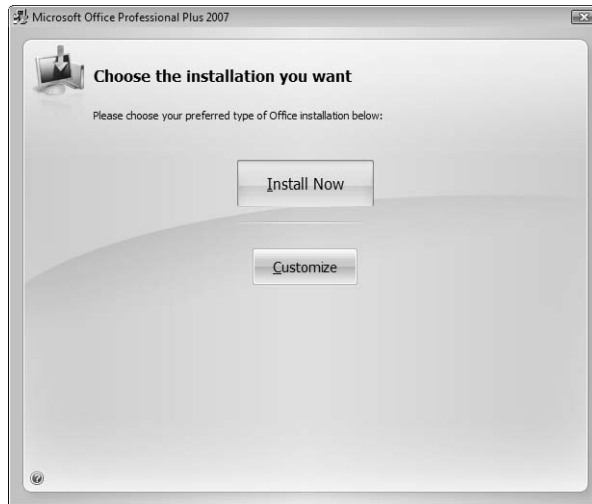 Microsoft Office Professional Plus 2007
Choose the installation you want
Please choose your preferred type of Office installation below:
Install Now
Customize